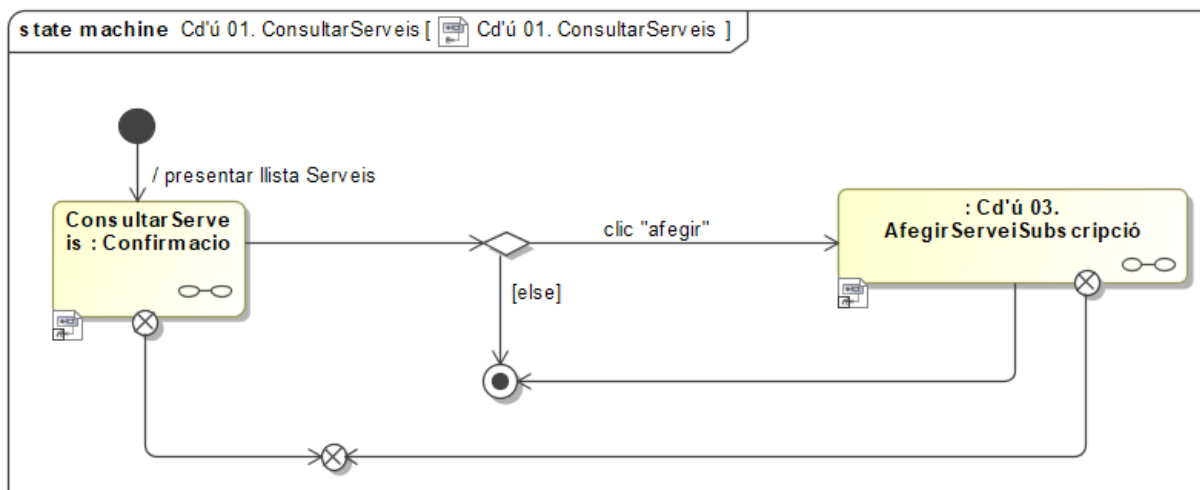 state machine Cd'ú 01. ConsultarServeis [ Cd'ú 01. ConsultarServeis ]
/ presentar llista Serveis
ConsultarServe
is : Confirmacio
clic "afegir"
: Cd'ú 03.
AfegirServeiSubscripció
[else]